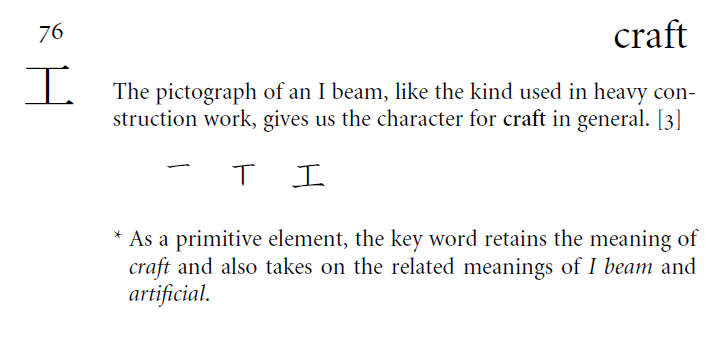 76 craft
工
The pictograph of an I beam, like the kind used in heavy con-
struction work, gives us the character for craft in general. [3]
一 丅 工
* As a primitive element, the key word retains the meaning of
craft and also takes on the related meanings of I beam and
artificial.